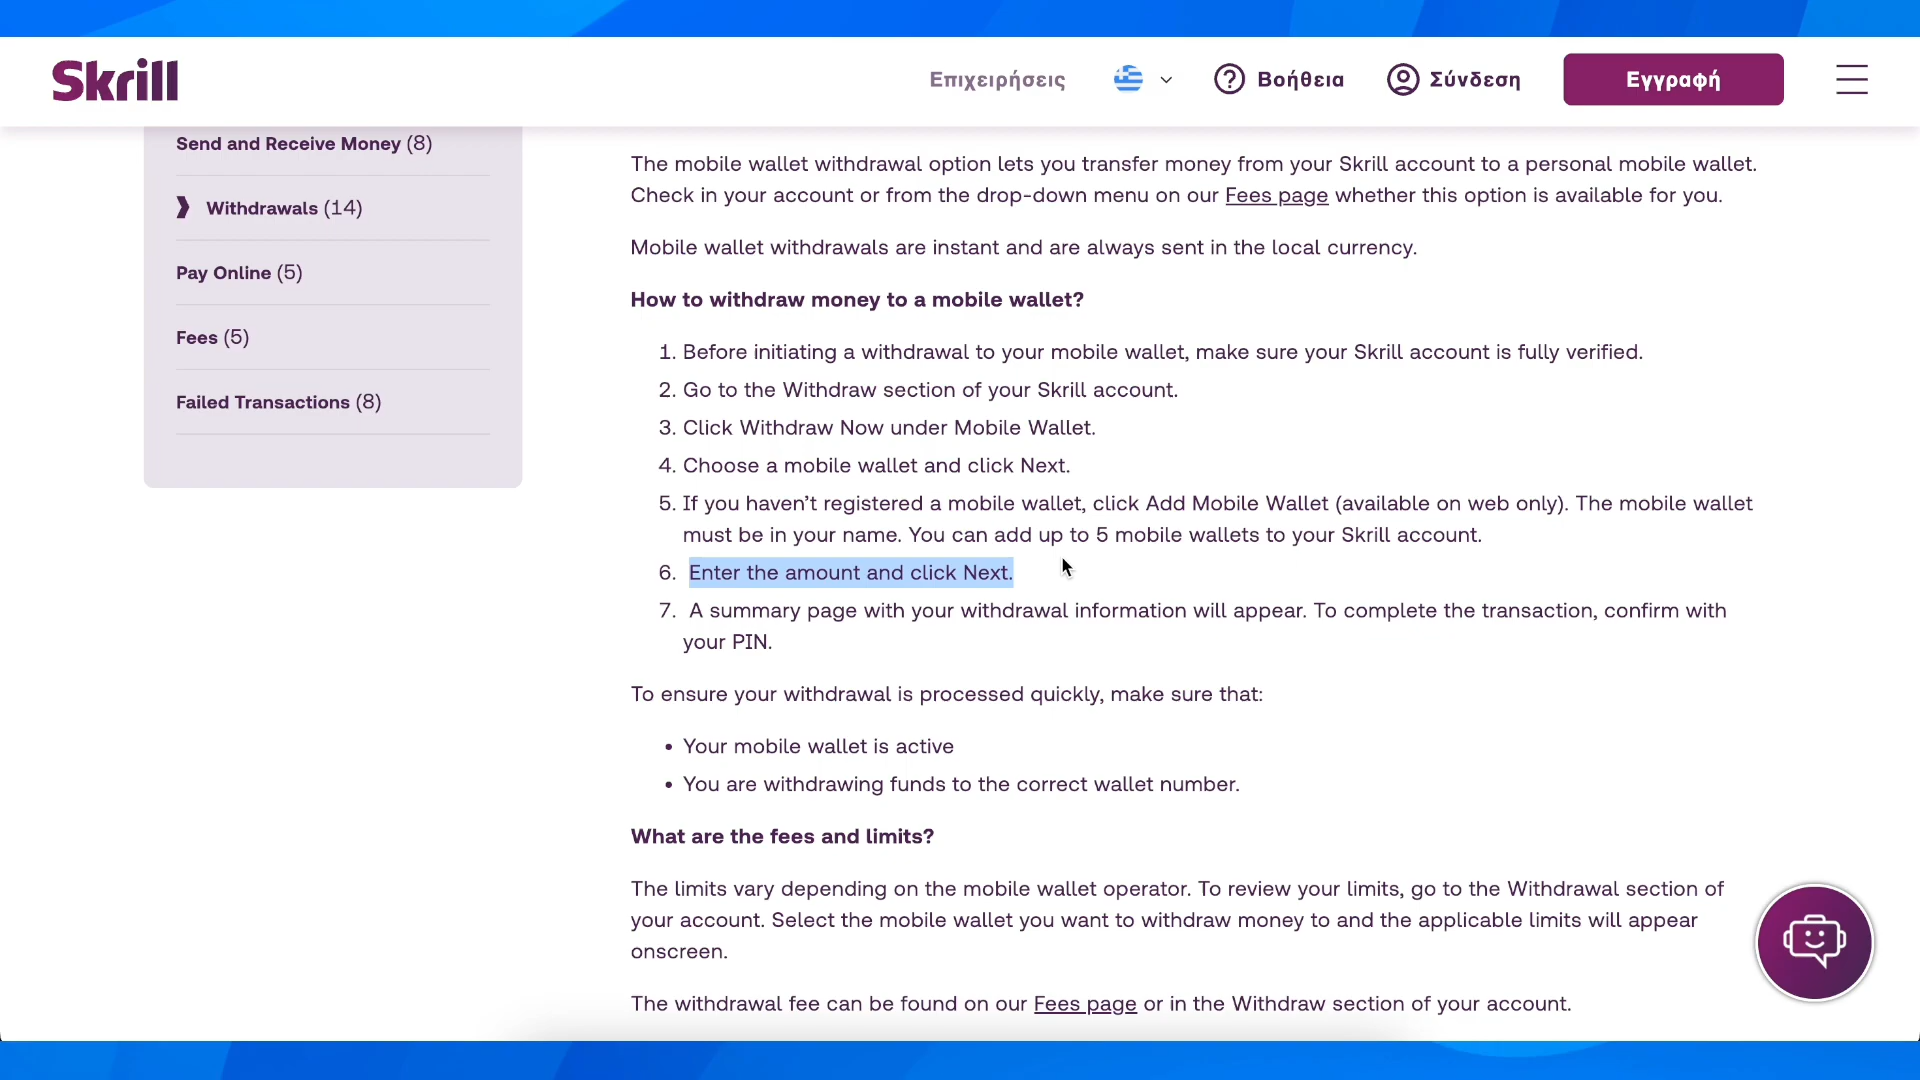 Skrill
Επιχειρήσεις
Βοήθεια
Σύνδεση
Εγγραφή
Send and Receive Money (8)
Withdrawals (14)
Pay Online (5)
Fees (5)
Failed Transactions (8)
The mobile wallet withdrawal option lets you transfer money from your Skrill account to a personal mobile wallet.
Check in your account or from the drop-down menu on our Fees page whether this option is available for you.
Mobile wallet withdrawals are instant and are always sent in the local currency.
How to withdraw money to a mobile wallet?
1. Before initiating a withdrawal to your mobile wallet, make sure your Skrill account is fully verified.
2. Go to the Withdraw section of your Skrill account.
3. Click Withdraw Now under Mobile Wallet.
4. Choose a mobile wallet and click Next.
5. If you haven’t registered a mobile wallet, click Add Mobile Wallet (available on web only). The mobile wallet
must be in your name. You can add up to 5 mobile wallets to your Skrill account.
6. Enter the amount and click Next.
7. A summary page with your withdrawal information will appear. To complete the transaction, confirm with
your PIN.
To ensure your withdrawal is processed quickly, make sure that:
• Your mobile wallet is active
• You are withdrawing funds to the correct wallet number.
What are the fees and limits?
The limits vary depending on the mobile wallet operator. To review your limits, go to the Withdrawal section of
your account. Select the mobile wallet you want to withdraw money to and the applicable limits will appear
onscreen.
The withdrawal fee can be found on our Fees page or in the Withdraw section of your account.